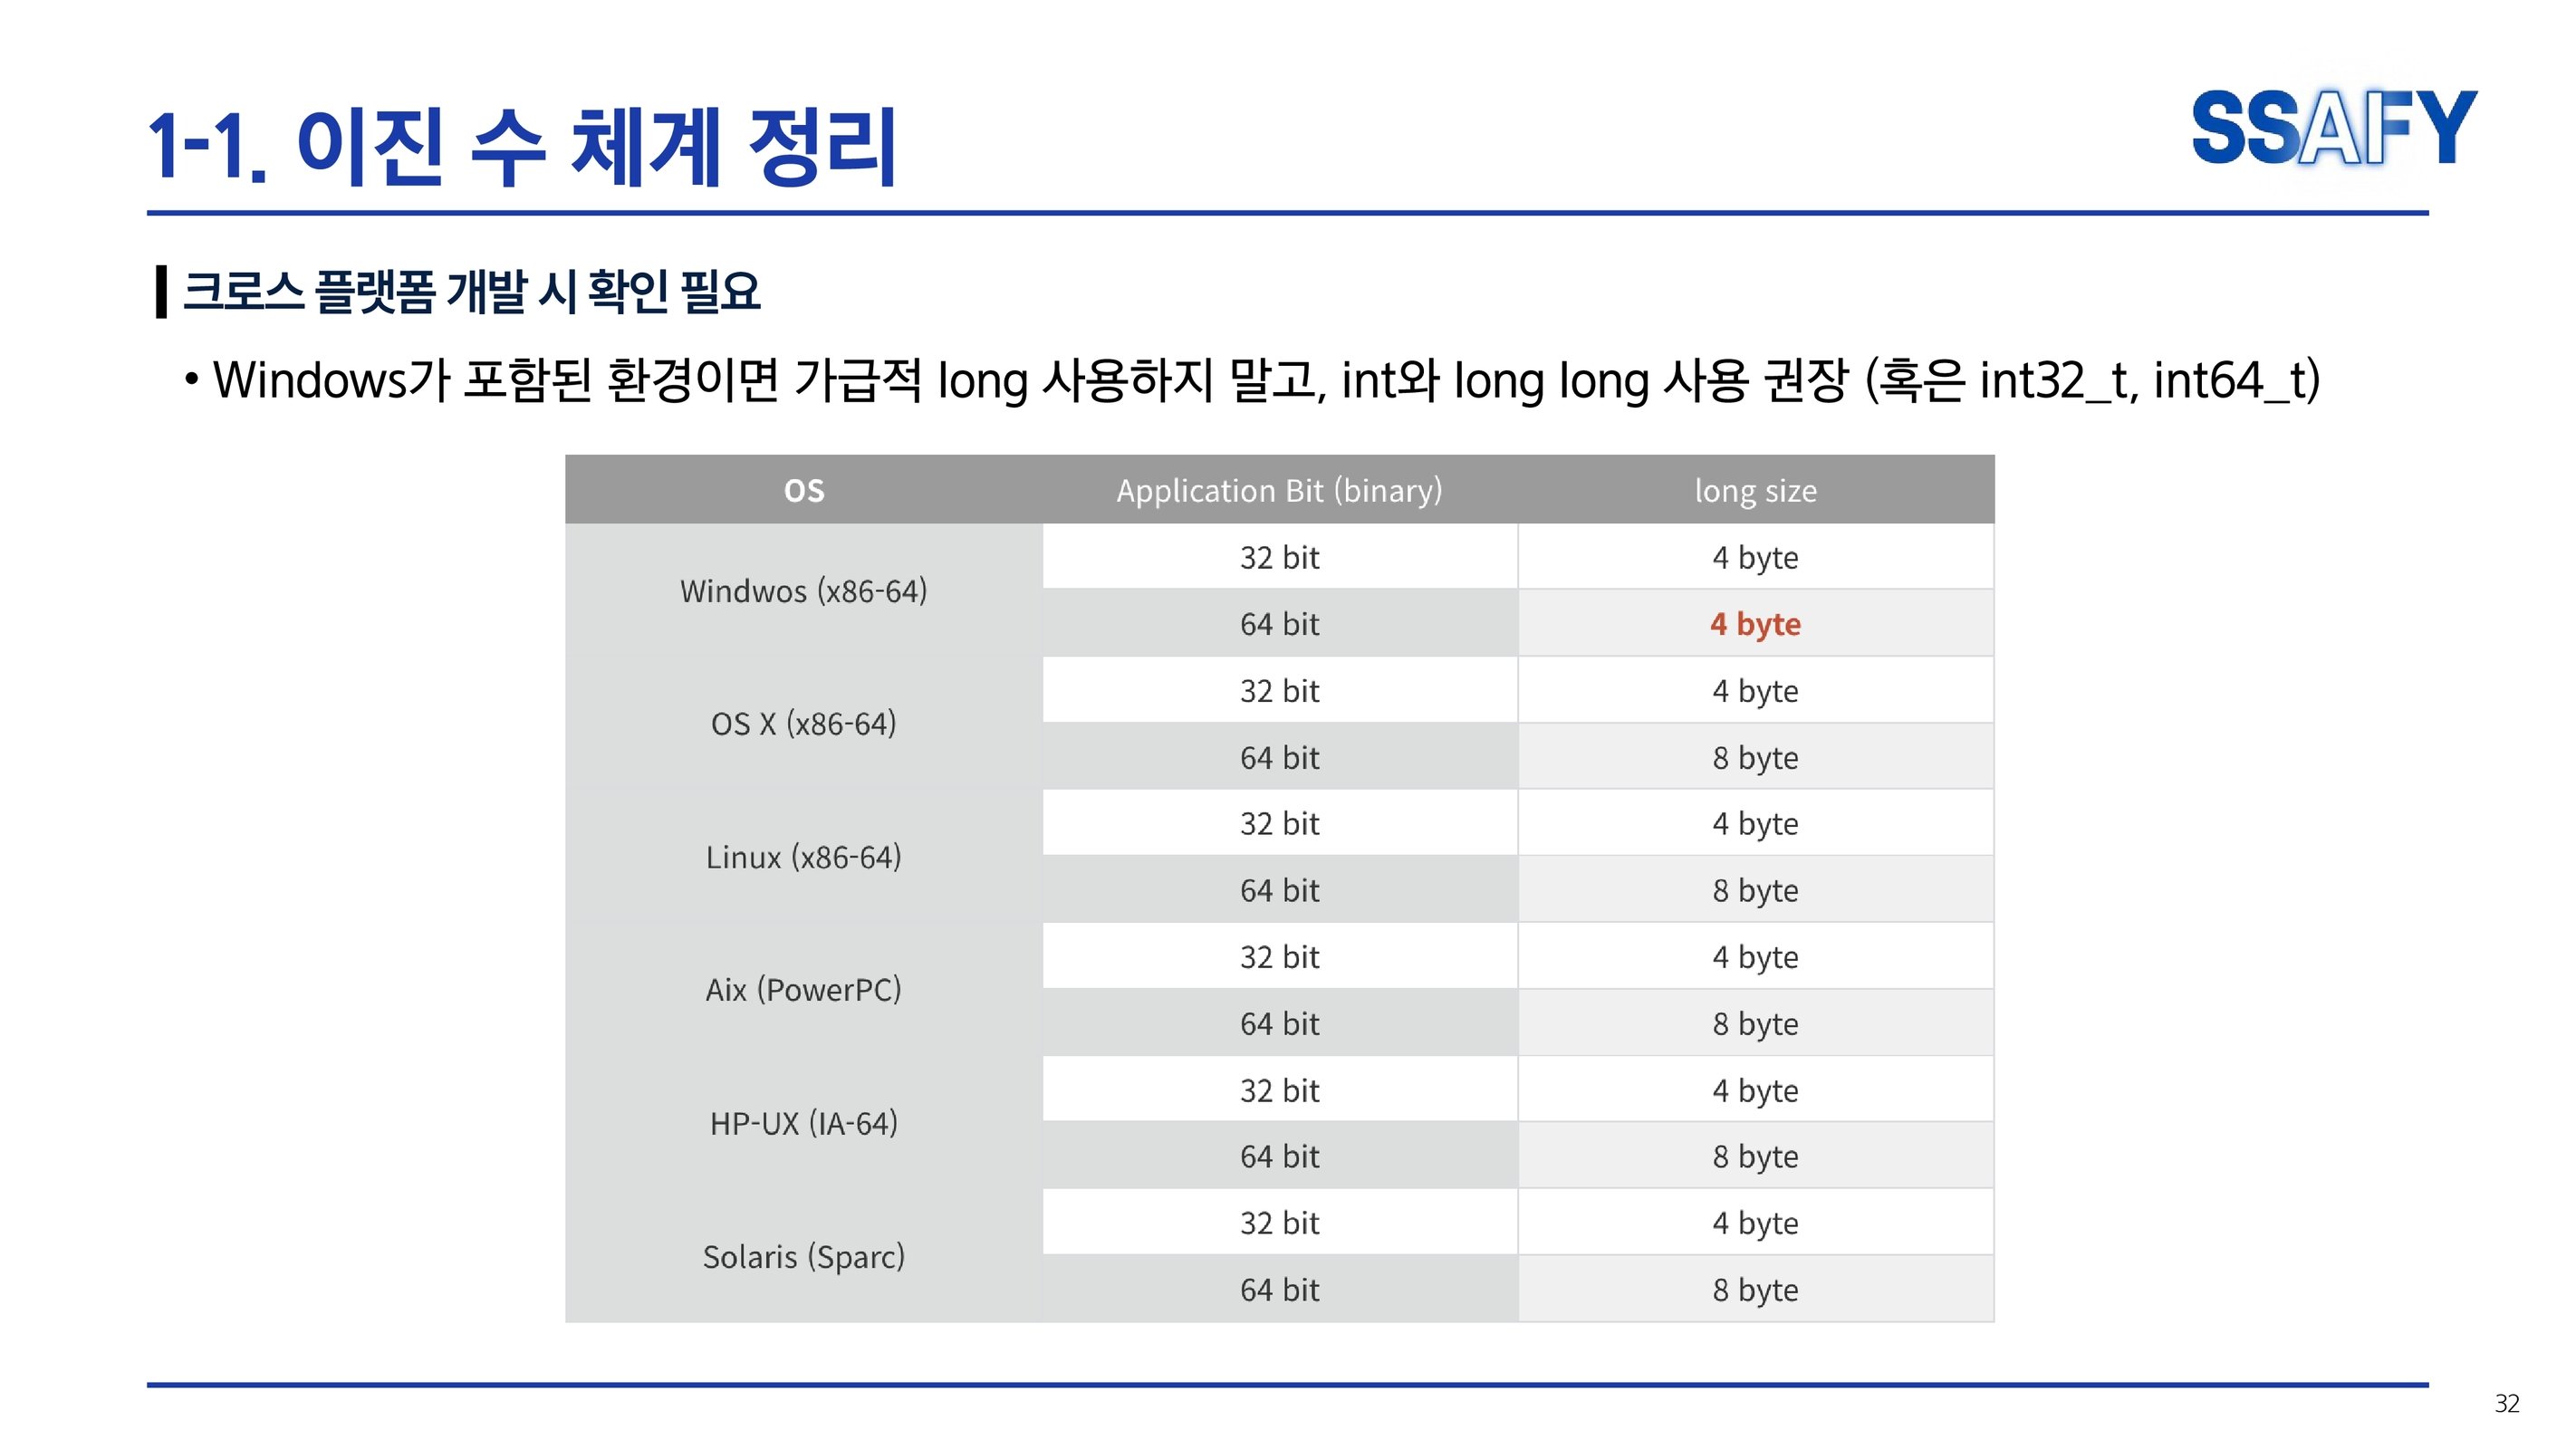 1-1. 이진 수 체계 정리
SSAFY
크로스 플랫폼 개발 시 확인 필요
• Windows가 포함된 환경이면 가급적 long 사용하지 말고, int와 long long 사용 권장 (혹은 int32_t, int64_t)
OS Application Bit (binary) long size
Windwos (x86-64)
32 bit 4 byte
64 bit 4 byte
OS X (x86-64)
32 bit 4 byte
64 bit 8 byte
Linux (x86-64)
32 bit 4 byte
64 bit 8 byte
Aix (PowerPC)
32 bit 4 byte
64 bit 8 byte
HP-UX (IA-64)
32 bit 4 byte
64 bit 8 byte
Solaris (Sparc)
32 bit 4 byte
64 bit 8 byte
32